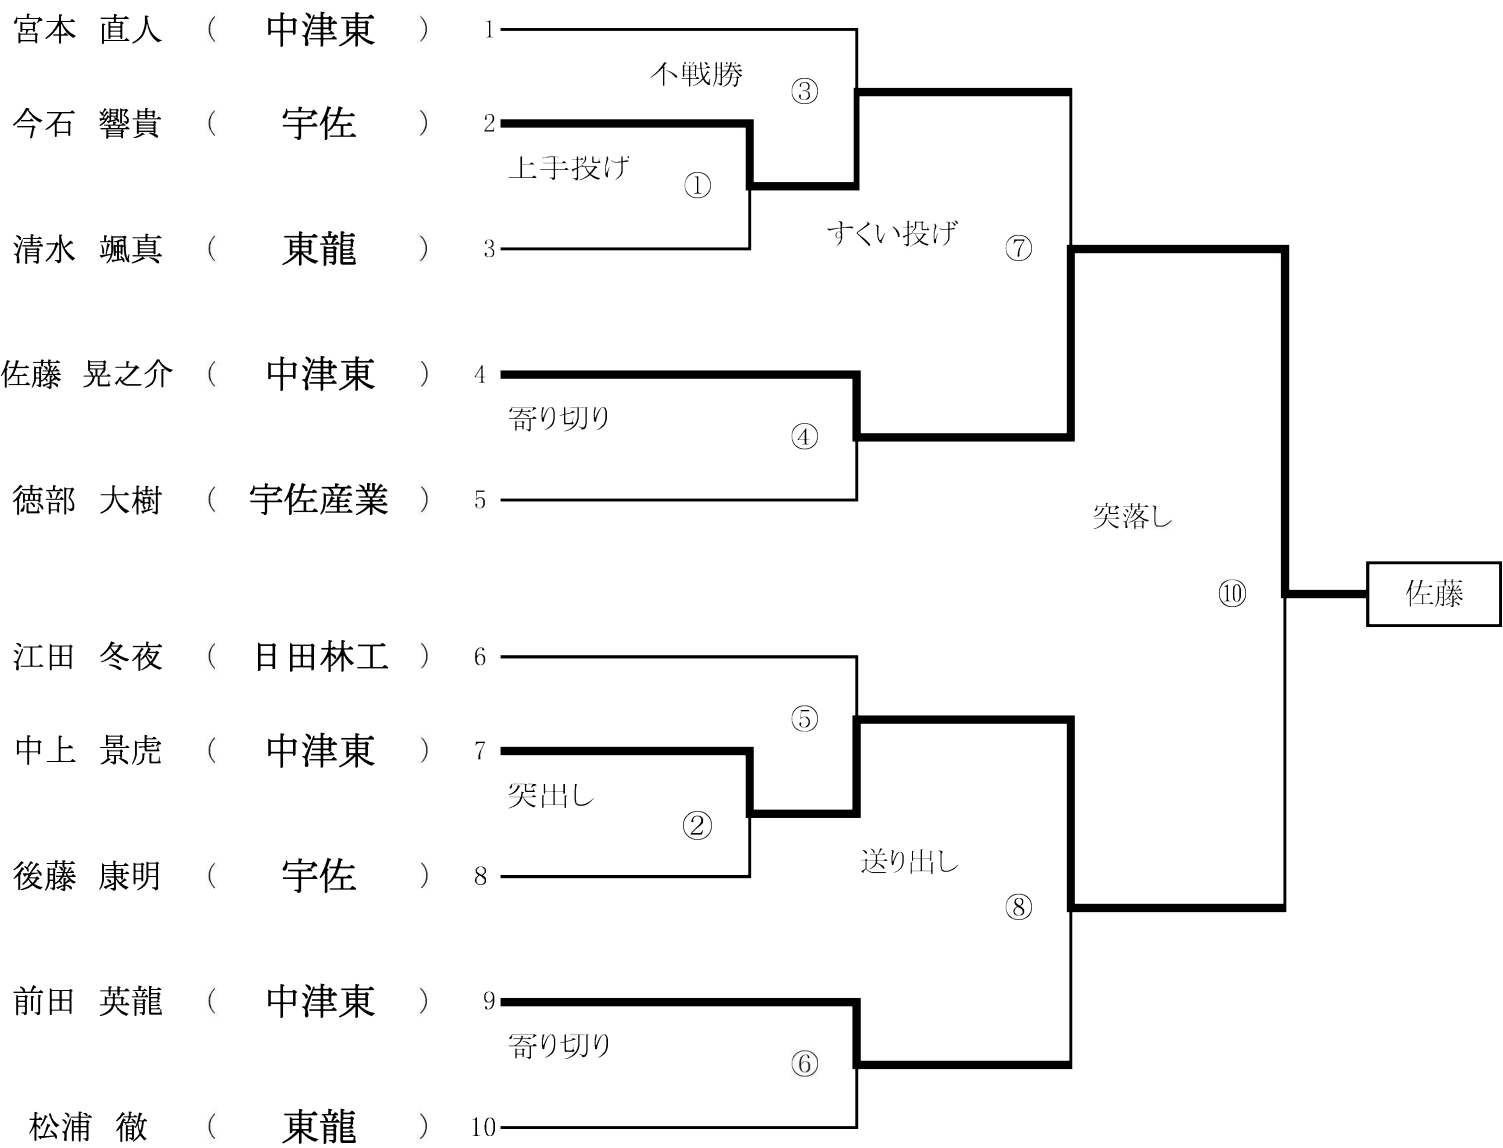 宮本 直人 ( 中津東 ) 1
不戦勝 ③
今石 響貴 ( 宇佐 ) 2
上手投げ ①
すくい投げ ⑦
清水 颯真 ( 東龍 ) 3
佐藤 晃之介 ( 中津東 ) 4
寄り切り ④
徳部 大樹 ( 宇佐産業 ) 5
突落し
⑩ 佐藤
江田 冬夜 ( 日田林工 ) 6
⑤
中上 景虎 ( 中津東 ) 7
突出し ②
送り出し
後藤 康明 ( 宇佐 ) 8
⑧
前田 英龍 ( 中津東 ) 9
寄り切り ⑥
松浦 徹 ( 東龍 ) 10